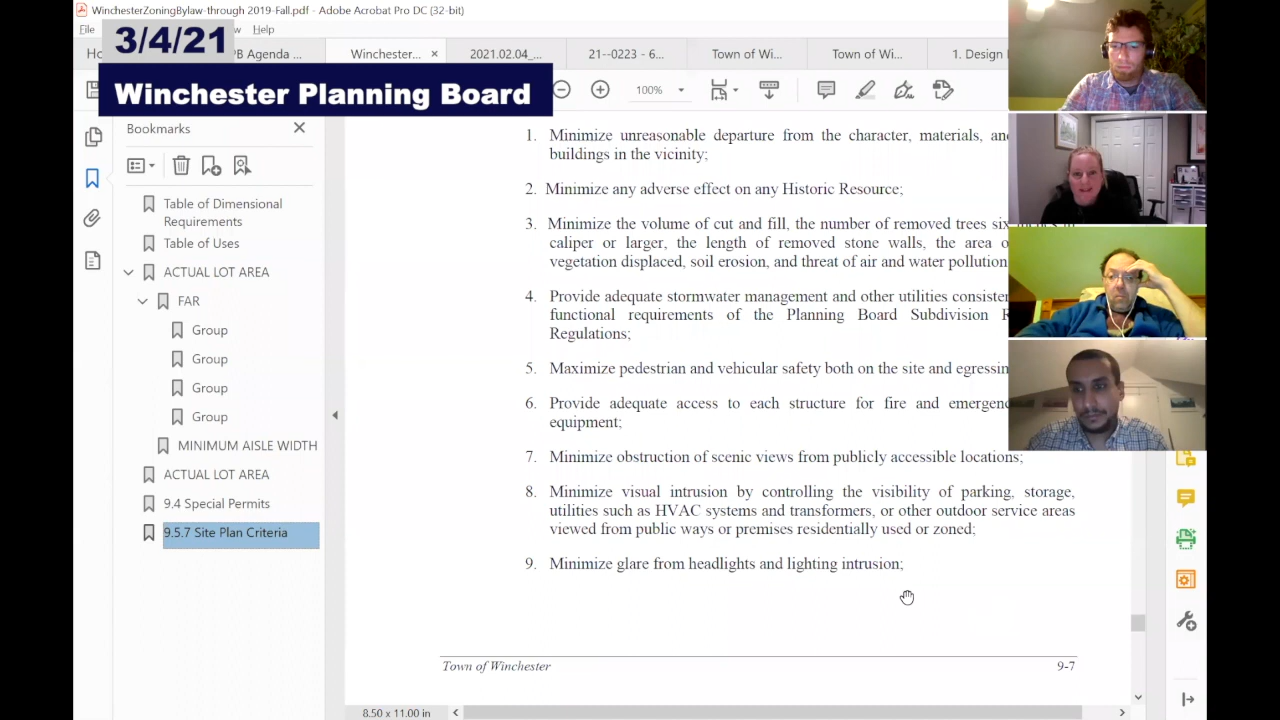 WinchesterZoningBylaw-through 2019-Fall.pdf - Adobe Acrobat Pro DC (32-bit)
File w Help
3/4/21
B Agenda ... Winchester... 2021.02.04_... 21--0223 - 6... Town of Wi... Town of Wi... 1. Design
Winchester Planning Board
100%
Bookmarks
Table of Dimensional
Requirements
Table of Uses
ACTUAL LOT AREA
FAR
Group
Group
Group
Group
MINIMUM AISLE WIDTH
ACTUAL LOT AREA
9.4 Special Permits
9.5.7 Site Plan Criteria
1. Minimize unreasonable departure from the character, materials, and
buildings in the vicinity;
2. Minimize any adverse effect on any Historic Resource;
3. Minimize the volume of cut and fill, the number of removed trees six
caliper or larger, the length of removed stone walls, the area o
vegetation displaced, soil erosion, and threat of air and water pollution
4. Provide adequate stormwater management and other utilities consisten
functional requirements of the Planning Board Subdivision R
Regulations;
5. Maximize pedestrian and vehicular safety both on the site and egressin
6. Provide adequate access to each structure for fire and emergenc
equipment;
7. Minimize obstruction of scenic views from publicly accessible locations;
8. Minimize visual intrusion by controlling the visibility of parking, storage,
utilities such as HVAC systems and transformers, or other outdoor service areas
viewed from public ways or premises residentially used or zoned;
9. Minimize glare from headlights and lighting intrusion;
Town of Winchester 9-7
8.50 x 11.00 in